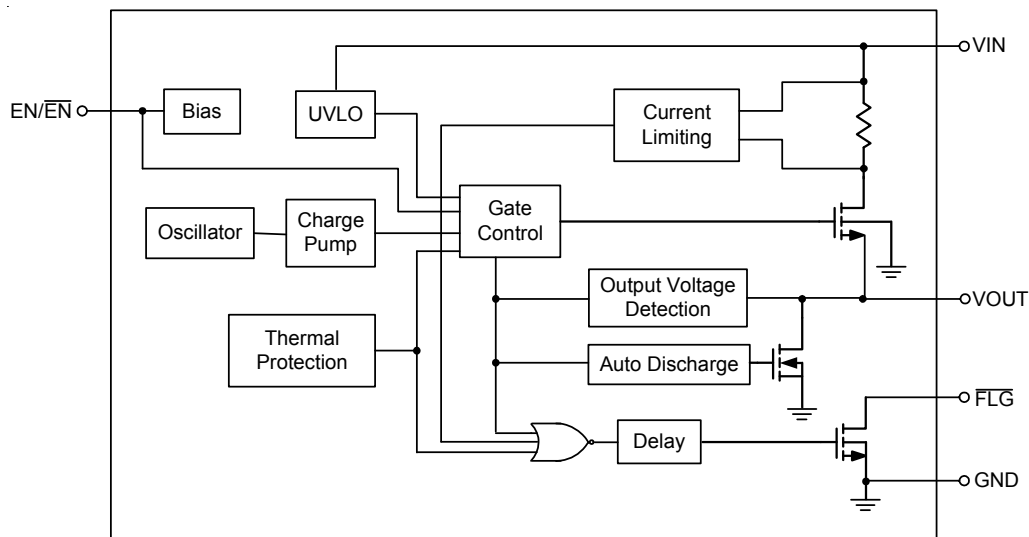 VIN
EN/EN
Bias
UVLO
Current
Limiting
Oscillator
Charge
Pump
Gate
Control
Output Voltage
Detection
VOUT
Thermal
Protection
Auto Discharge
FLG
Delay
GND